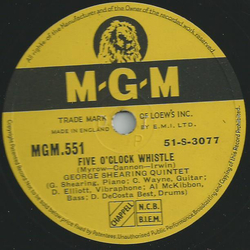 All Rights of the Manufacturer and of the Owner of the Recorded Work Reserved
M-G-M
TRADE MARK OF LOEW'S INC.
MADE IN ENGLAND BY E.M.I. LTD.
51-S-3077
MGM.551
FIVE O'CLOCK WHISTLE
(Myrow—Cannon—Irwin)
GEORGE SHEARING QUINTET
(G. Shearing, Piano; C. Wayne, Guitar;
D. Elliott, Vibraphone; Al McKibbon,
Bass; D. DeCosta Best, Drums)
CHAPPELL
N.C.B.
B.I.E.M.